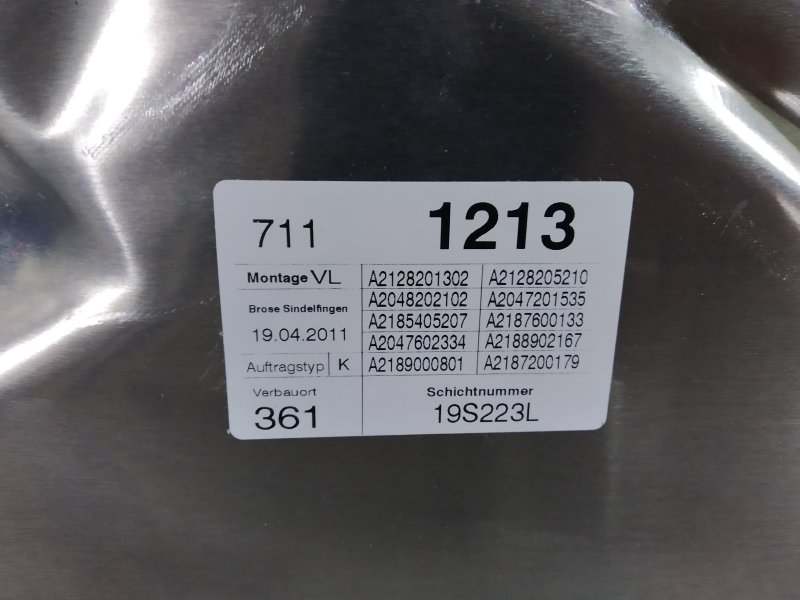 711 1213
Montage VL A2128201302 A2128205210
A2048202102 A2047201535
Brose Sindelfingen A2185405207 A2187600133
19.04.2011 A2047602334 A2188902167
Auftragstyp K A2189000801 A2187200179
Verbauort Schichtnummer
361 19S223L